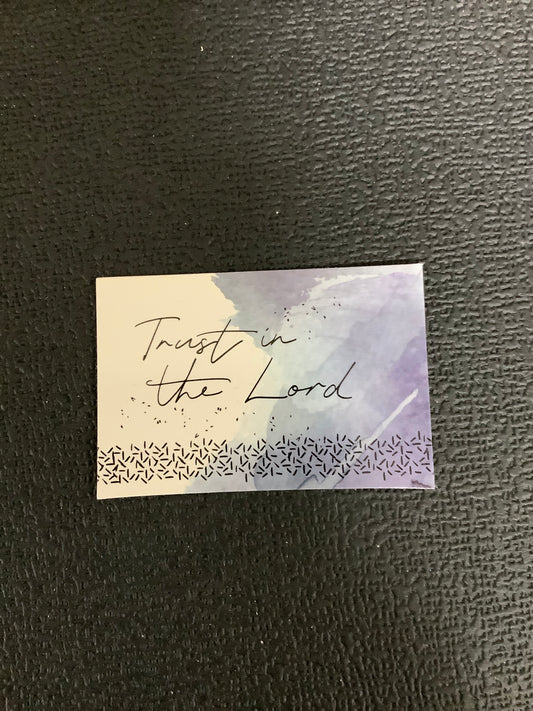 Trust in
the Lord